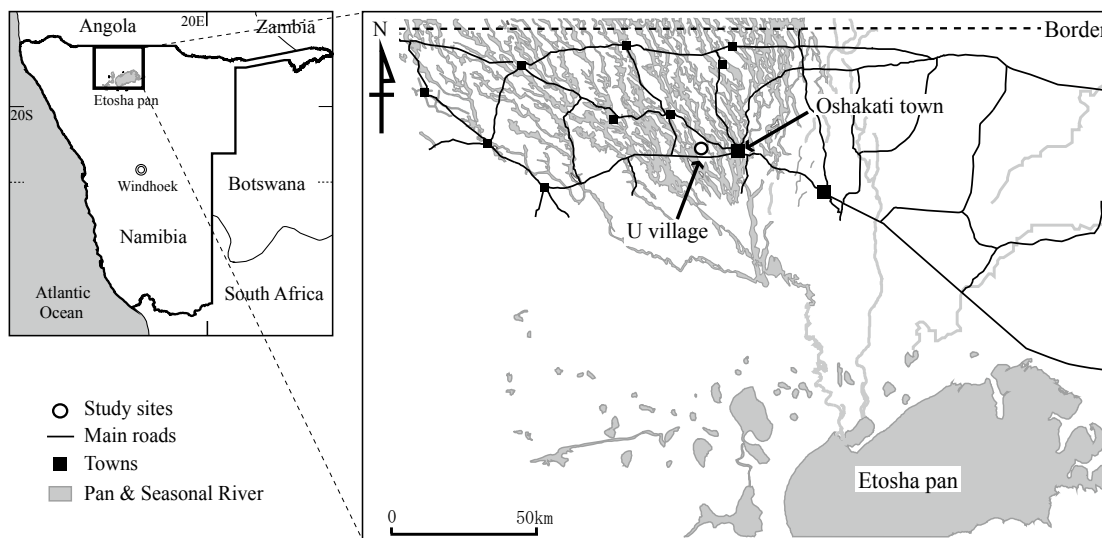 20E
Angola
Zambia
Etosha pan
20S
Windhoek
Botswana
Namibia
Atlantic
Ocean
South Africa
Study sites
Main roads
Towns
Pan & Seasonal River
N
Border
Oshakati town
U village
Etosha pan
0
50km